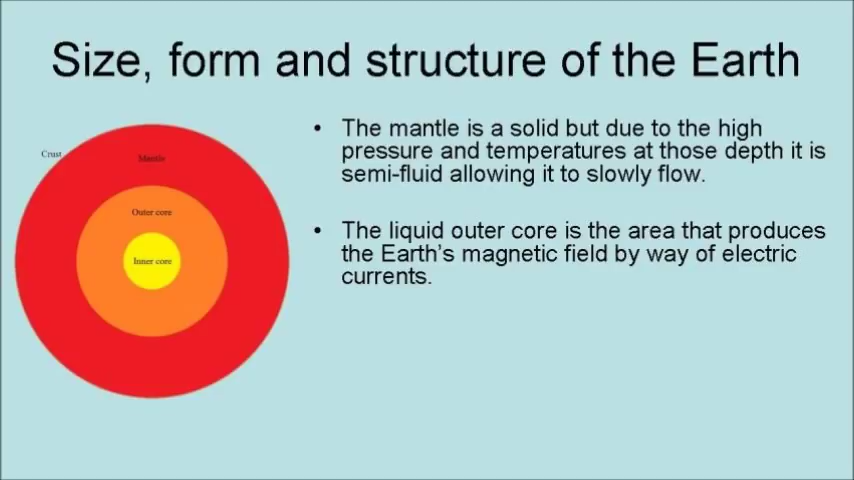 Size, form and structure of the Earth
Crust
Mantle
Outer core
Inner core
• The mantle is a solid but due to the high
pressure and temperatures at those depth it is
semi-fluid allowing it to slowly flow.
• The liquid outer core is the area that produces
the Earth's magnetic field by way of electric
currents.